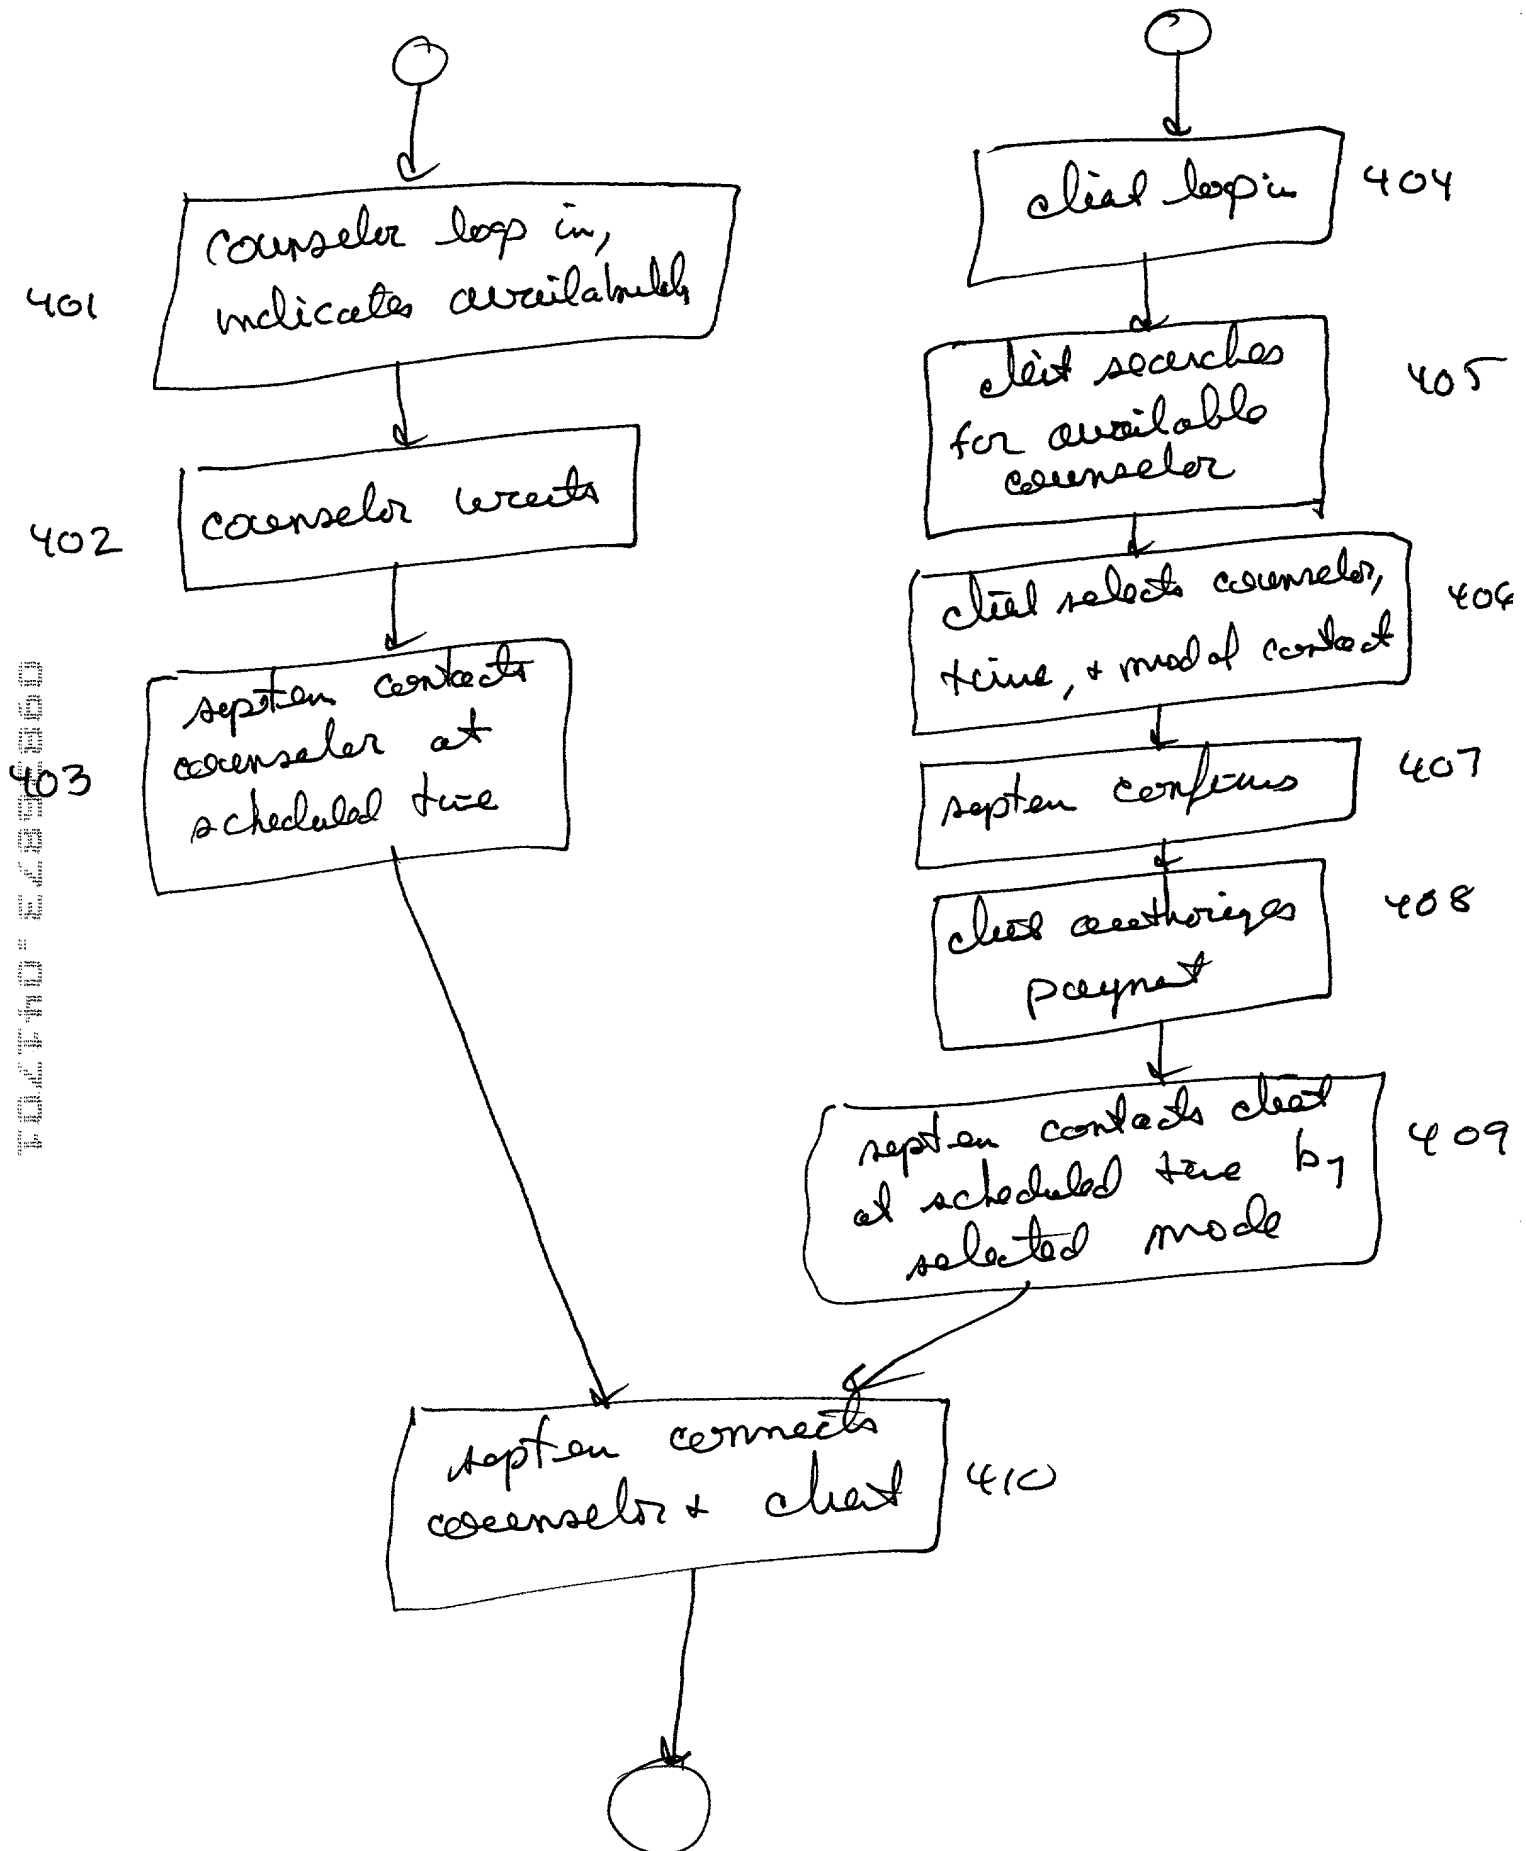 401
counselor logs in,
indicates availability
402
counselor waits
403
system contacts
counselor at
scheduled time
client logs in
404
client searches
for available
counselor
405
client selects counselor,
time, + mode of contact
406
system confirms
407
client authorizes
payment
408
system contacts client
at scheduled time by
selected mode
409
system connects
counselor + client
410